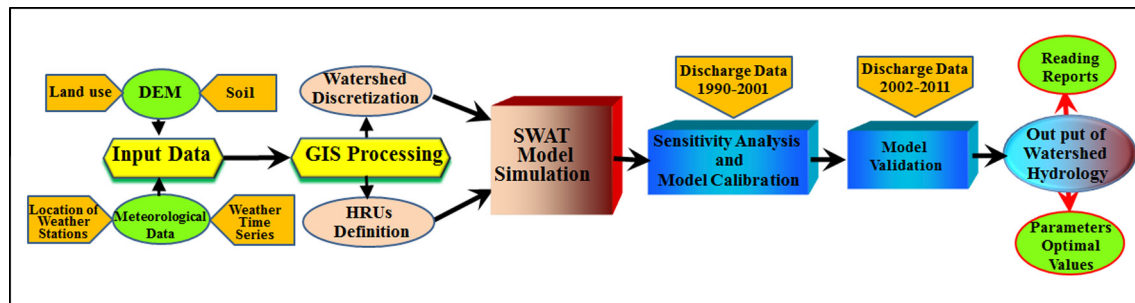 Land use
DEM
Soil
Input Data
Location of
Weather
Stations
Meteorological
Data
Weather
Time
Series
Watershed
Discretization
GIS Processing
HRUs
Definition
SWAT
Model
Simulation
Discharge Data
1990-2001
Sensitivity Analysis
and
Model Calibration
Discharge Data
2002-2011
Model
Validation
Reading
Reports
Out put of
Watershed
Hydrology
Parameters
Optimal
Values